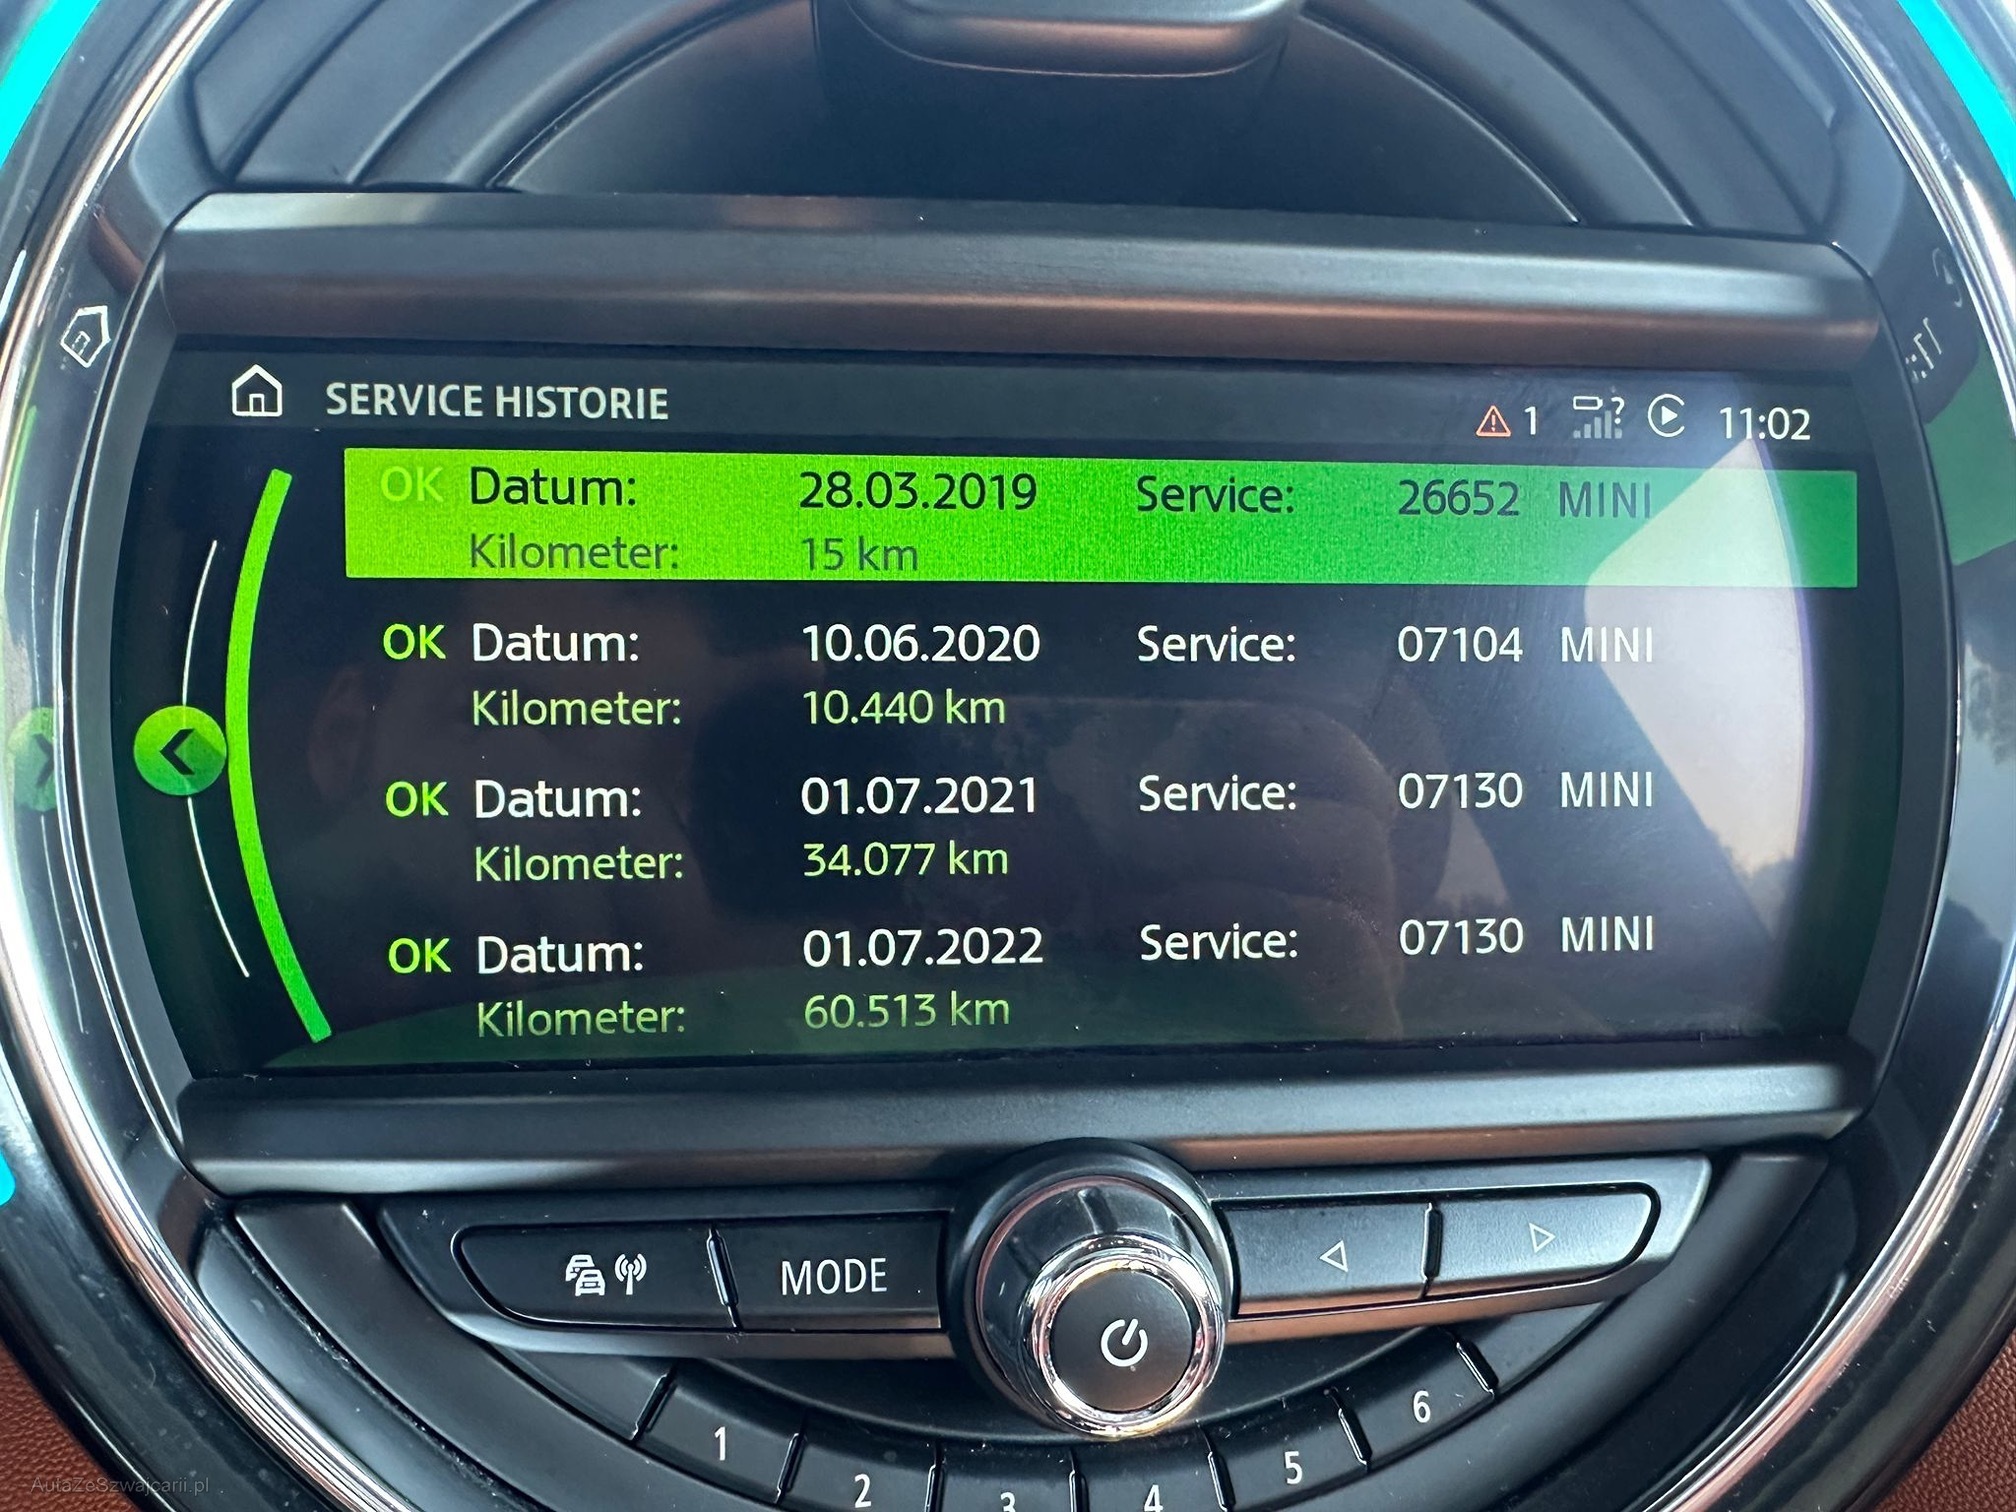 SERVICE HISTORIE
1 ? 11:02
OK Datum: 28.03.2019 Service: 26652 MINI
Kilometer: 15 km
OK Datum: 10.06.2020 Service: 07104 MINI
Kilometer: 10.440 km
OK Datum: 01.07.2021 Service: 07130 MINI
Kilometer: 34.077 km
OK Datum: 01.07.2022 Service: 07130 MINI
Kilometer: 60.513 km
MODE
1 2 3 4 5 6
AutaZeSzwajcarii.pl